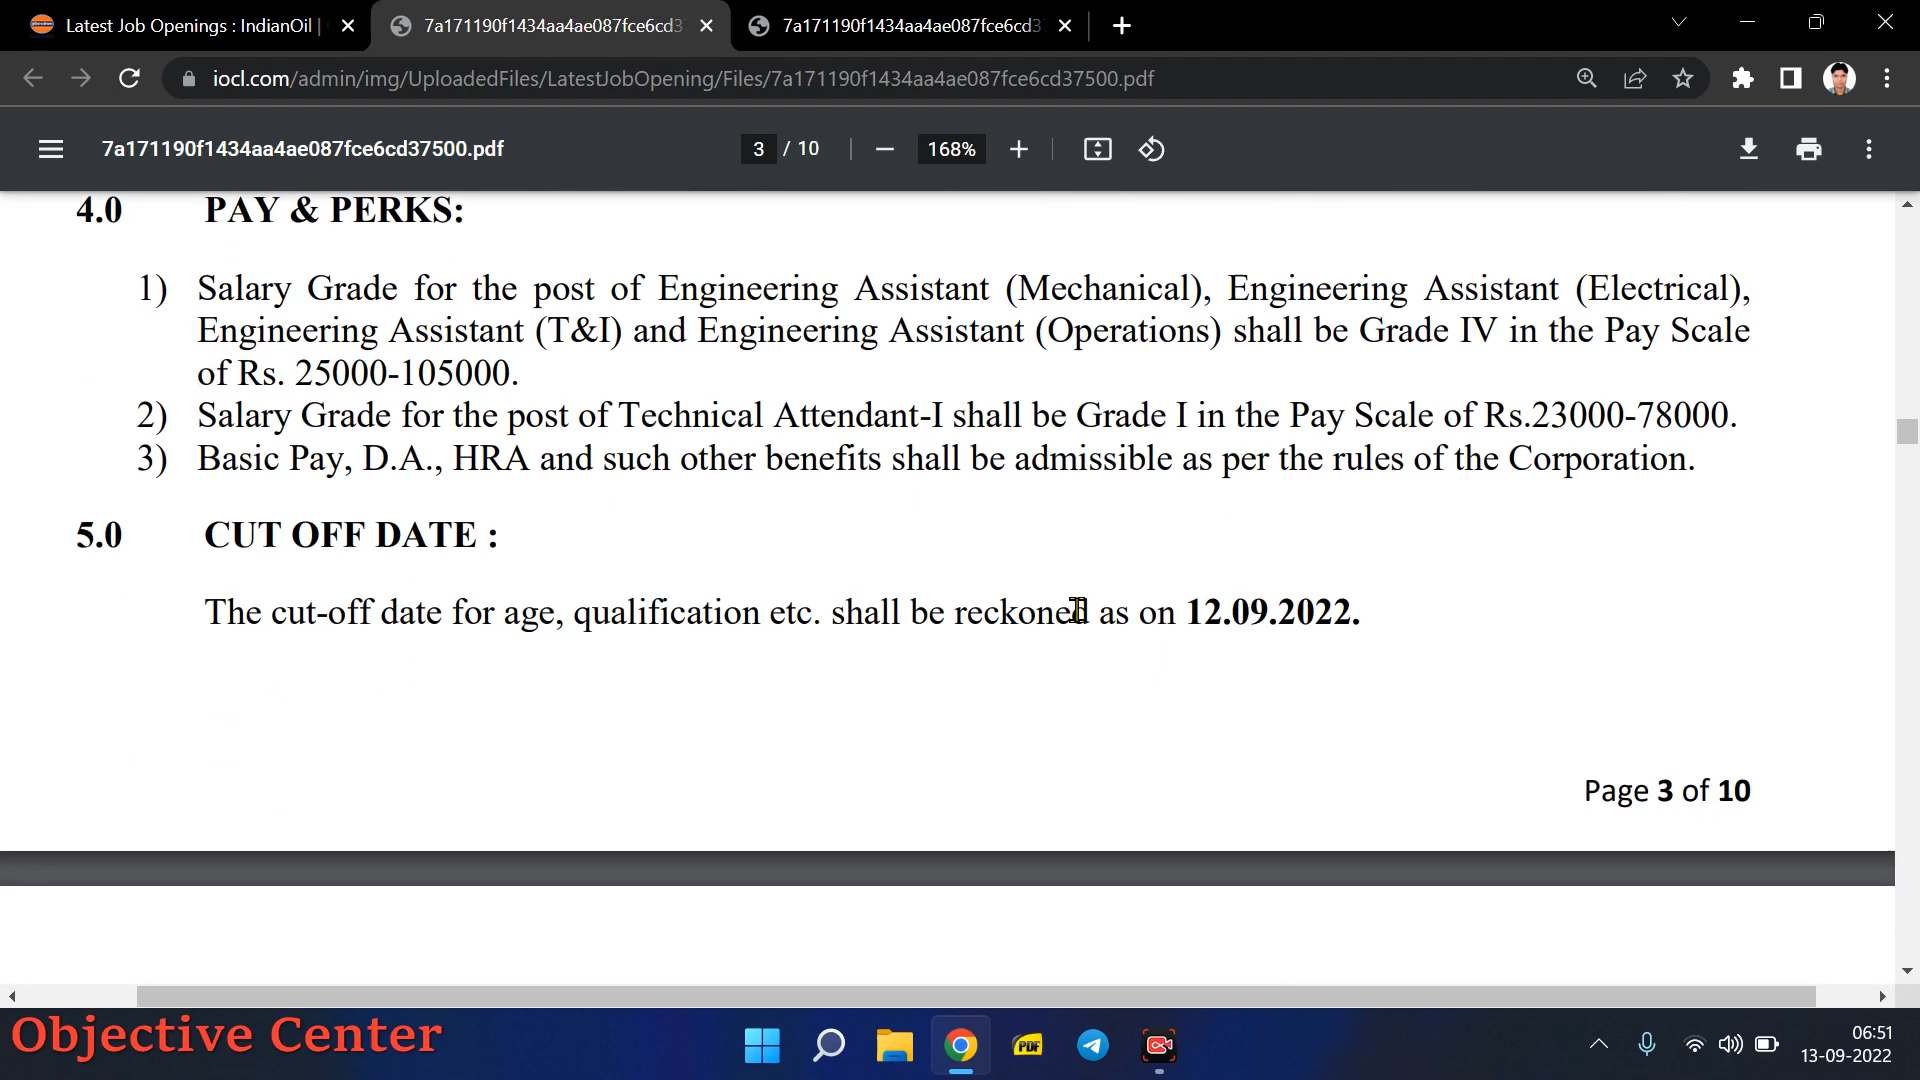 Latest Job Openings : IndianOil |
7a171190f1434aa4ae087fce6cd3
7a171190f1434aa4ae087fce6cd3
iocl.com/admin/img/UploadedFiles/LatestJobOpening/Files/7a171190f1434aa4ae087fce6cd37500.pdf
7a171190f1434aa4ae087fce6cd37500.pdf
3 / 10
168%
4.0 PAY & PERKS:
1) Salary Grade for the post of Engineering Assistant (Mechanical), Engineering Assistant (Electrical),
Engineering Assistant (T&I) and Engineering Assistant (Operations) shall be Grade IV in the Pay Scale
of Rs. 25000-105000.
2) Salary Grade for the post of Technical Attendant-I shall be Grade I in the Pay Scale of Rs.23000-78000.
3) Basic Pay, D.A., HRA and such other benefits shall be admissible as per the rules of the Corporation.
5.0 CUT OFF DATE :
The cut-off date for age, qualification etc. shall be reckoned as on 12.09.2022.
Page 3 of 10
Objective Center
PDF
06:51
13-09-2022